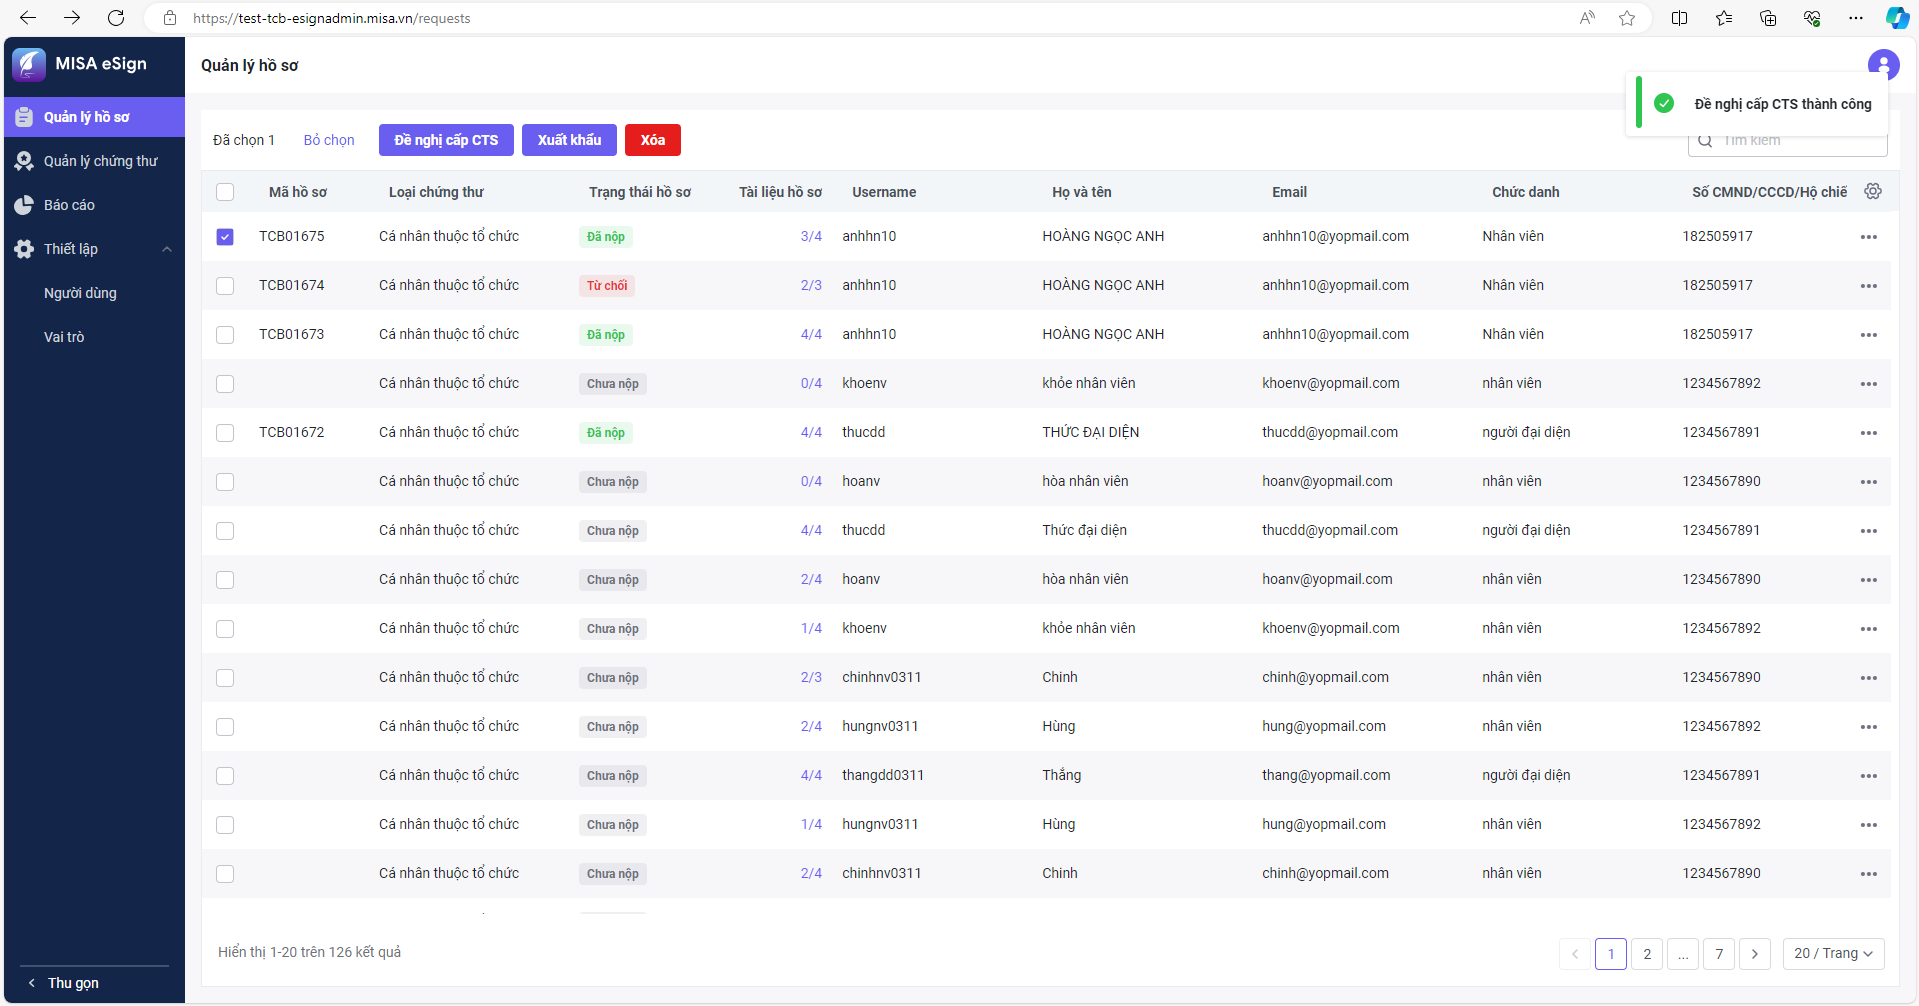 https://test-tcb-esignadmin.misa.vn/requests
MISA eSign
Quản lý hồ sơ
Quản lý chứng thư
Báo cáo
Thiết lập
Người dùng
Vai trò
Thu gọn
Quản lý hồ sơ
Đề nghị cấp CTS thành công
Đã chọn 1 Bỏ chọn Đề nghị cấp CTS Xuất khẩu Xóa Tìm kiếm
Mã hồ sơ Loại chứng thư Trạng thái hồ sơ Tài liệu hồ sơ Username Họ và tên Email Chức danh Số CMND/CCCD/Hộ chiế
TCB01675 Cá nhân thuộc tổ chức Đã nộp 3/4 anhhn10 HOÀNG NGỌC ANH anhhn10@yopmail.com Nhân viên 182505917
TCB01674 Cá nhân thuộc tổ chức Từ chối 2/3 anhhn10 HOÀNG NGỌC ANH anhhn10@yopmail.com Nhân viên 182505917
TCB01673 Cá nhân thuộc tổ chức Đã nộp 4/4 anhhn10 HOÀNG NGỌC ANH anhhn10@yopmail.com Nhân viên 182505917
Cá nhân thuộc tổ chức Chưa nộp 0/4 khoenv khỏe nhân viên khoenv@yopmail.com nhân viên 1234567892
TCB01672 Cá nhân thuộc tổ chức Đã nộp 4/4 thucdd THỨC ĐẠI DIỆN thucdd@yopmail.com người đại diện 1234567891
Cá nhân thuộc tổ chức Chưa nộp 0/4 hoanv hòa nhân viên hoanv@yopmail.com nhân viên 1234567890
Cá nhân thuộc tổ chức Chưa nộp 4/4 thucdd Thức đại diện thucdd@yopmail.com người đại diện 1234567891
Cá nhân thuộc tổ chức Chưa nộp 2/4 hoanv hòa nhân viên hoanv@yopmail.com nhân viên 1234567890
Cá nhân thuộc tổ chức Chưa nộp 1/4 khoenv khỏe nhân viên khoenv@yopmail.com nhân viên 1234567892
Cá nhân thuộc tổ chức Chưa nộp 2/3 chinhnv0311 Chinh chinh@yopmail.com nhân viên 1234567890
Cá nhân thuộc tổ chức Chưa nộp 2/4 hungnv0311 Hùng hung@yopmail.com nhân viên 1234567892
Cá nhân thuộc tổ chức Chưa nộp 4/4 thangdd0311 Thắng thang@yopmail.com người đại diện 1234567891
Cá nhân thuộc tổ chức Chưa nộp 1/4 hungnv0311 Hùng hung@yopmail.com nhân viên 1234567892
Cá nhân thuộc tổ chức Chưa nộp 2/4 chinhnv0311 Chinh chinh@yopmail.com nhân viên 1234567890
Hiển thị 1-20 trên 126 kết quả
1 2 ... 7 20 / Trang